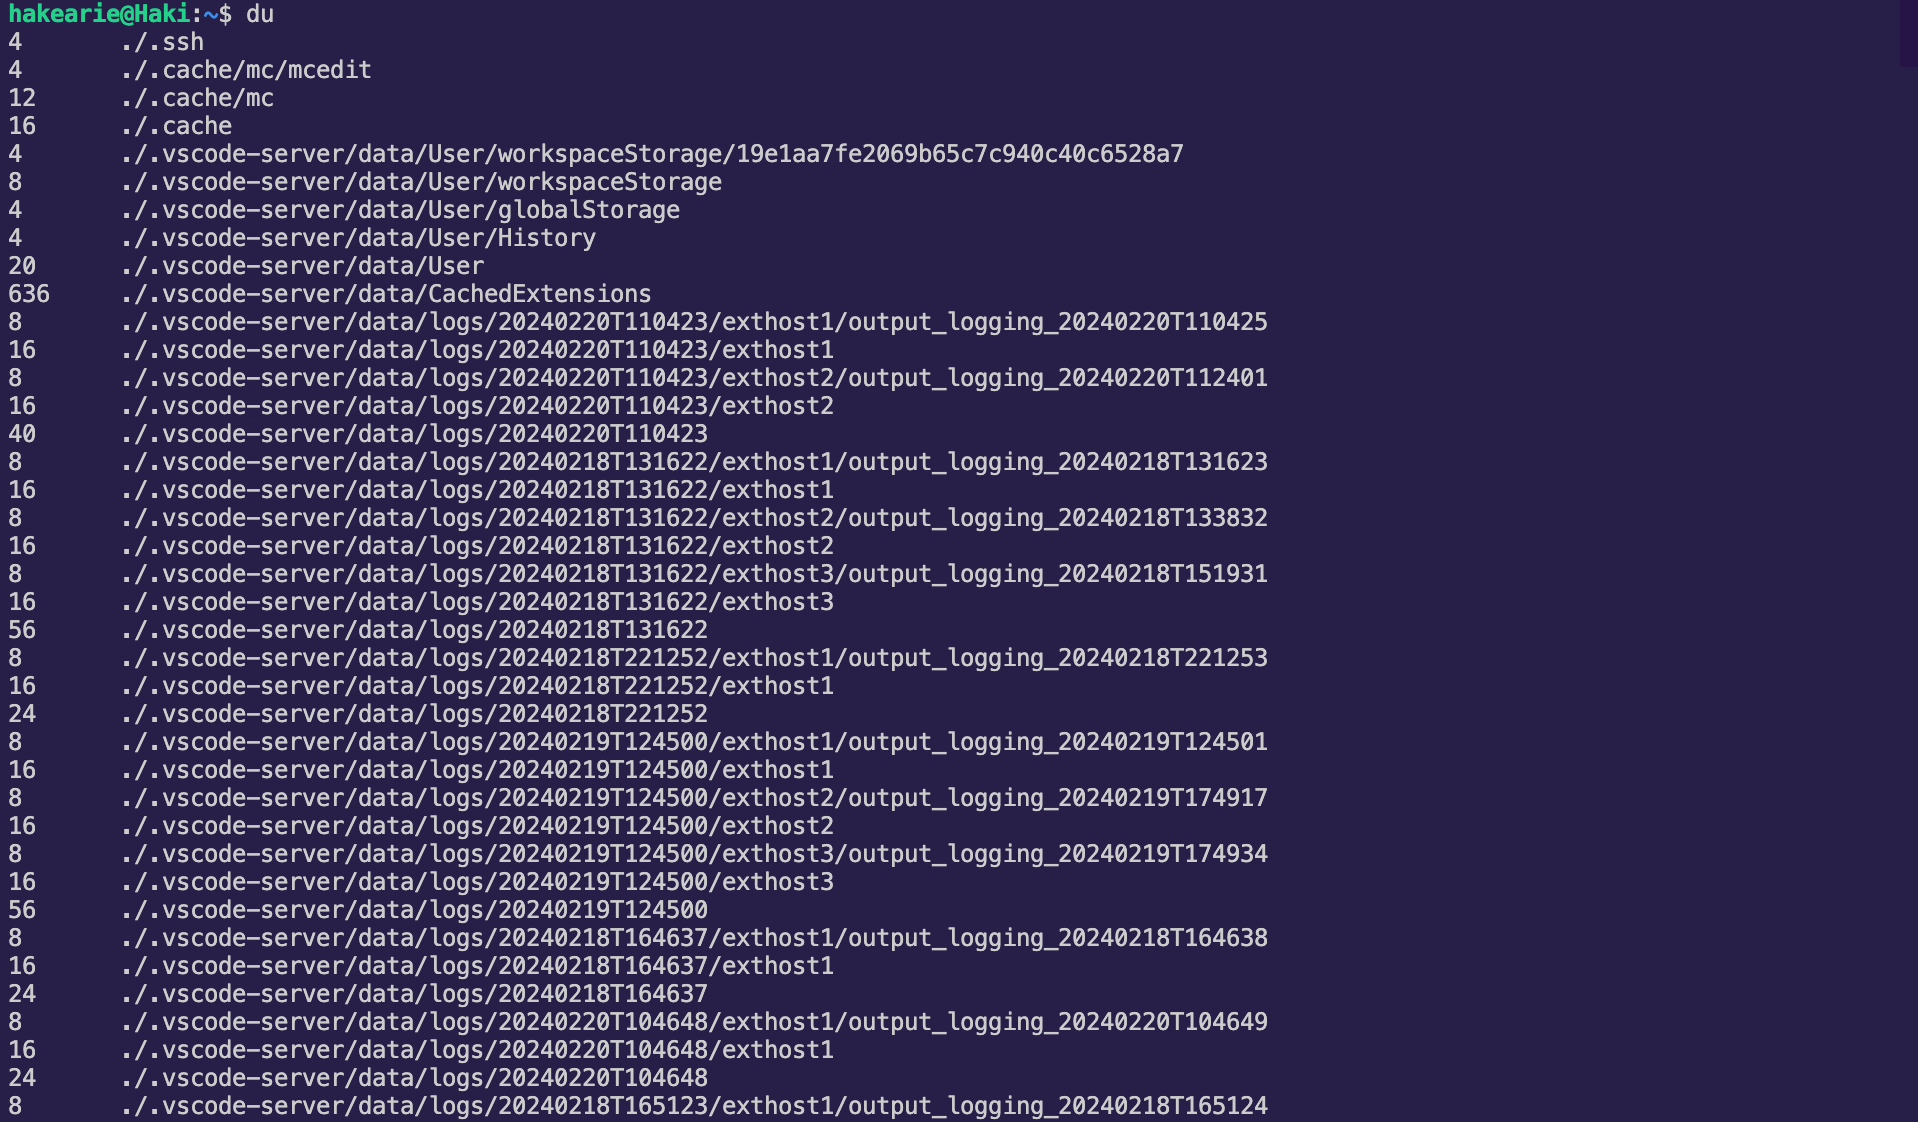 hakearie@Haki:~$ du
4 ./.ssh
4 ./.cache/mc/mcedit
12 ./.cache/mc
16 ./.cache
4 ./.vscode-server/data/User/workspaceStorage/19e1aa7fe2069b65c7c940c40c6528a7
8 ./.vscode-server/data/User/workspaceStorage
4 ./.vscode-server/data/User/globalStorage
4 ./.vscode-server/data/User/History
20 ./.vscode-server/data/User
636 ./.vscode-server/data/CachedExtensions
8 ./.vscode-server/data/logs/20240220T110423/exthost1/output_logging_20240220T110425
16 ./.vscode-server/data/logs/20240220T110423/exthost1
8 ./.vscode-server/data/logs/20240220T110423/exthost2/output_logging_20240220T112401
16 ./.vscode-server/data/logs/20240220T110423/exthost2
40 ./.vscode-server/data/logs/20240220T110423
8 ./.vscode-server/data/logs/20240218T131622/exthost1/output_logging_20240218T131623
16 ./.vscode-server/data/logs/20240218T131622/exthost1
8 ./.vscode-server/data/logs/20240218T131622/exthost2/output_logging_20240218T133832
16 ./.vscode-server/data/logs/20240218T131622/exthost2
8 ./.vscode-server/data/logs/20240218T131622/exthost3/output_logging_20240218T151931
16 ./.vscode-server/data/logs/20240218T131622/exthost3
56 ./.vscode-server/data/logs/20240218T131622
8 ./.vscode-server/data/logs/20240218T221252/exthost1/output_logging_20240218T221253
16 ./.vscode-server/data/logs/20240218T221252/exthost1
24 ./.vscode-server/data/logs/20240218T221252
8 ./.vscode-server/data/logs/20240219T124500/exthost1/output_logging_20240219T124501
16 ./.vscode-server/data/logs/20240219T124500/exthost1
8 ./.vscode-server/data/logs/20240219T124500/exthost2/output_logging_20240219T174917
16 ./.vscode-server/data/logs/20240219T124500/exthost2
8 ./.vscode-server/data/logs/20240219T124500/exthost3/output_logging_20240219T174934
16 ./.vscode-server/data/logs/20240219T124500/exthost3
56 ./.vscode-server/data/logs/20240219T124500
8 ./.vscode-server/data/logs/20240218T164637/exthost1/output_logging_20240218T164638
16 ./.vscode-server/data/logs/20240218T164637/exthost1
24 ./.vscode-server/data/logs/20240218T164637
8 ./.vscode-server/data/logs/20240220T104648/exthost1/output_logging_20240220T104649
16 ./.vscode-server/data/logs/20240220T104648/exthost1
24 ./.vscode-server/data/logs/20240220T104648
8 ./.vscode-server/data/logs/20240218T165123/exthost1/output_logging_20240218T165124